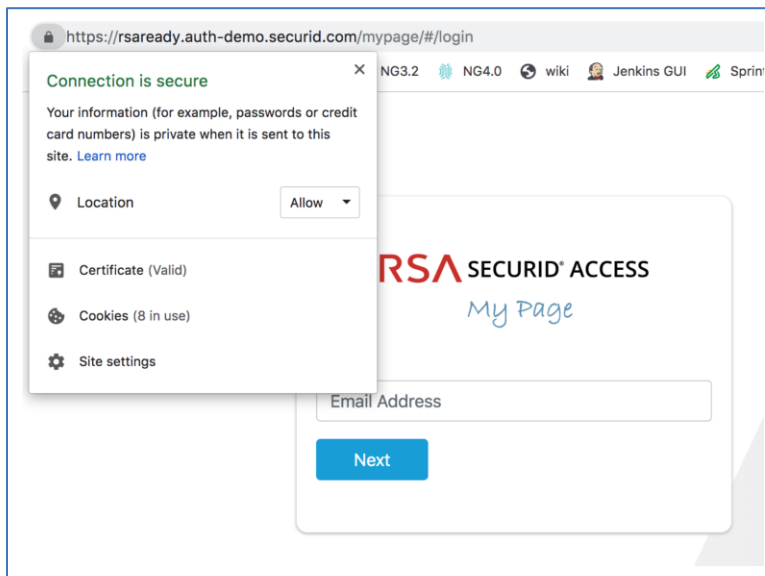 https://rsaready.auth-demo.securid.com/mypage/#/login
NG3.2 NG4.0 wiki Jenkins GUI Sprin
Connection is secure
Your information (for example, passwords or credit
card numbers) is private when it is sent to this
site. Learn more
Location Allow
Certificate (Valid)
Cookies (8 in use)
Site settings
RSA SECURID® ACCESS
My Page
Email Address
Next